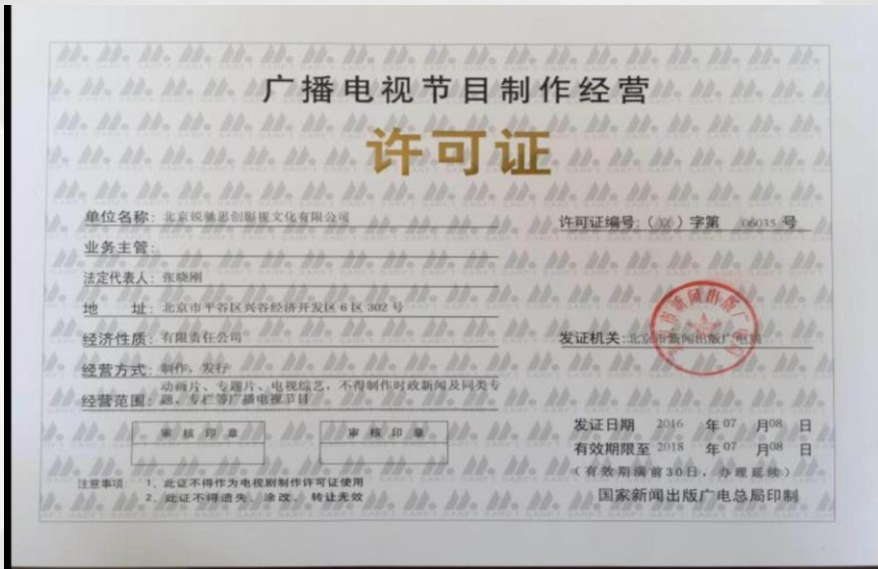 广播电视节目制作经营
许可证
单位名称：北京锐驰思创影视文化有限公司
许可证编号：（京）字第 06035 号
业务主管：
法定代表人：张晓刚
地 址：北京市平谷区兴谷经济开发区 6 区 302 号
经济性质：有限责任公司
发证机关：北京市新闻出版广电局
经营方式：制作，发行
经营范围：动画片、专题片、电视综艺，不得制作时政新闻及同类专
题、专栏等广播电视节目
审 核 印 章
审 核 印 章
发证日期 2016 年 07 月 08 日
有效期限至 2018 年 07 月 08 日
（有效期满前30日，办理延续）
注意事项：1、此证不得作为电视剧制作许可证使用
2、此证不得遗失、涂改、转让无效
国家新闻出版广电总局印制